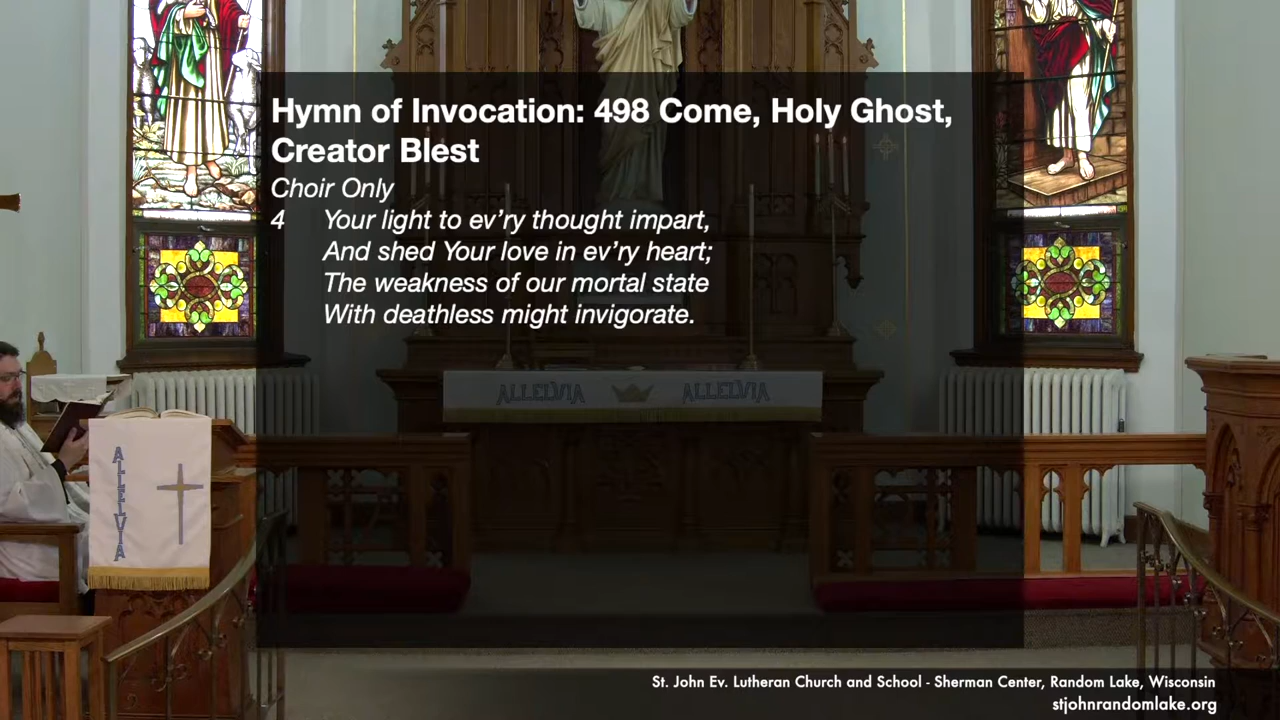 Hymn of Invocation: 498 Come, Holy Ghost,
Creator Blest
Choir Only
4 Your light to ev’ry thought impart,
And shed Your love in ev’ry heart;
The weakness of our mortal state
With deathless might invigorate.
ALLELVIA ALLELVIA
ALLELVIA
St. John Ev. Lutheran Church and School - Sherman Center, Random Lake, Wisconsin
stjohnrandomlake.org